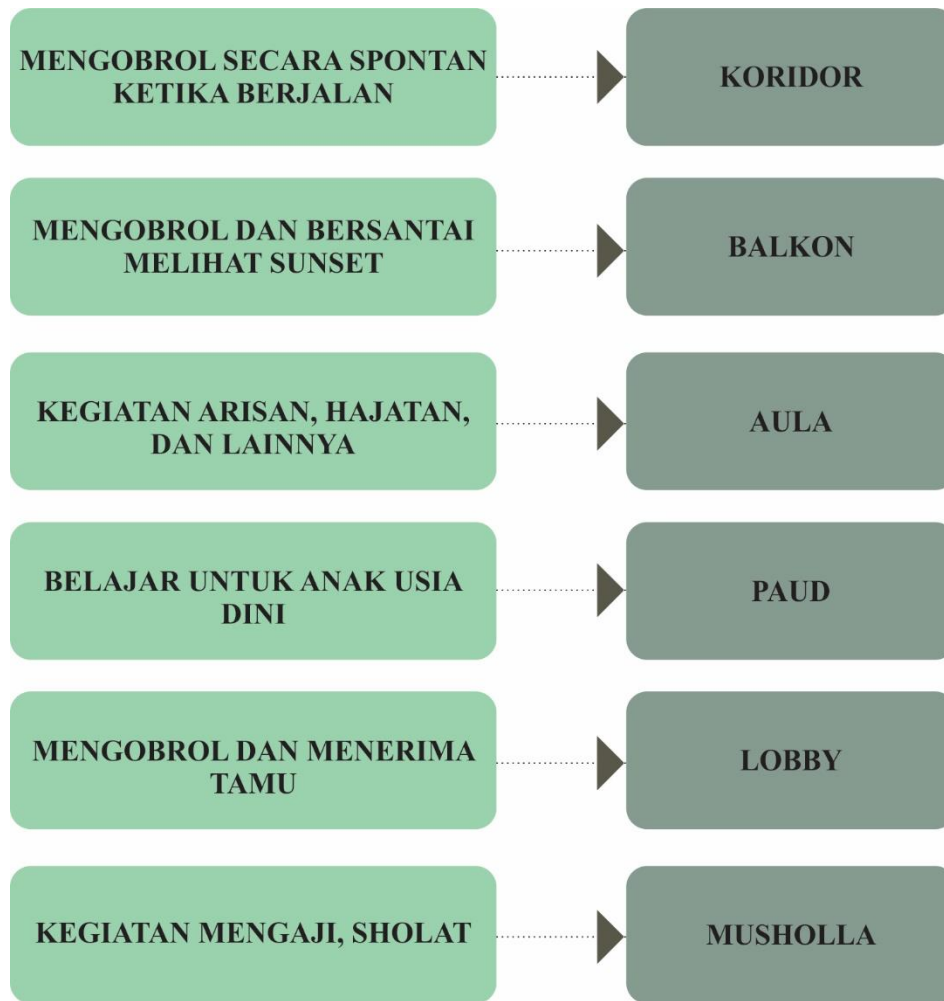 MENGOBROL SECARA SPONTAN
KETIKA BERJALAN
KORIDOR
MENGOBROL DAN BERSANTAI
MELIHAT SUNSET
BALKON
KEGIATAN ARISAN, HAJATAN,
DAN LAINNYA
AULA
BELAJAR UNTUK ANAK USIA
DINI
PAUD
MENGOBROL DAN MENERIMA
TAMU
LOBBY
KEGIATAN MENGAJI, SHOLAT
MUSHOLLA